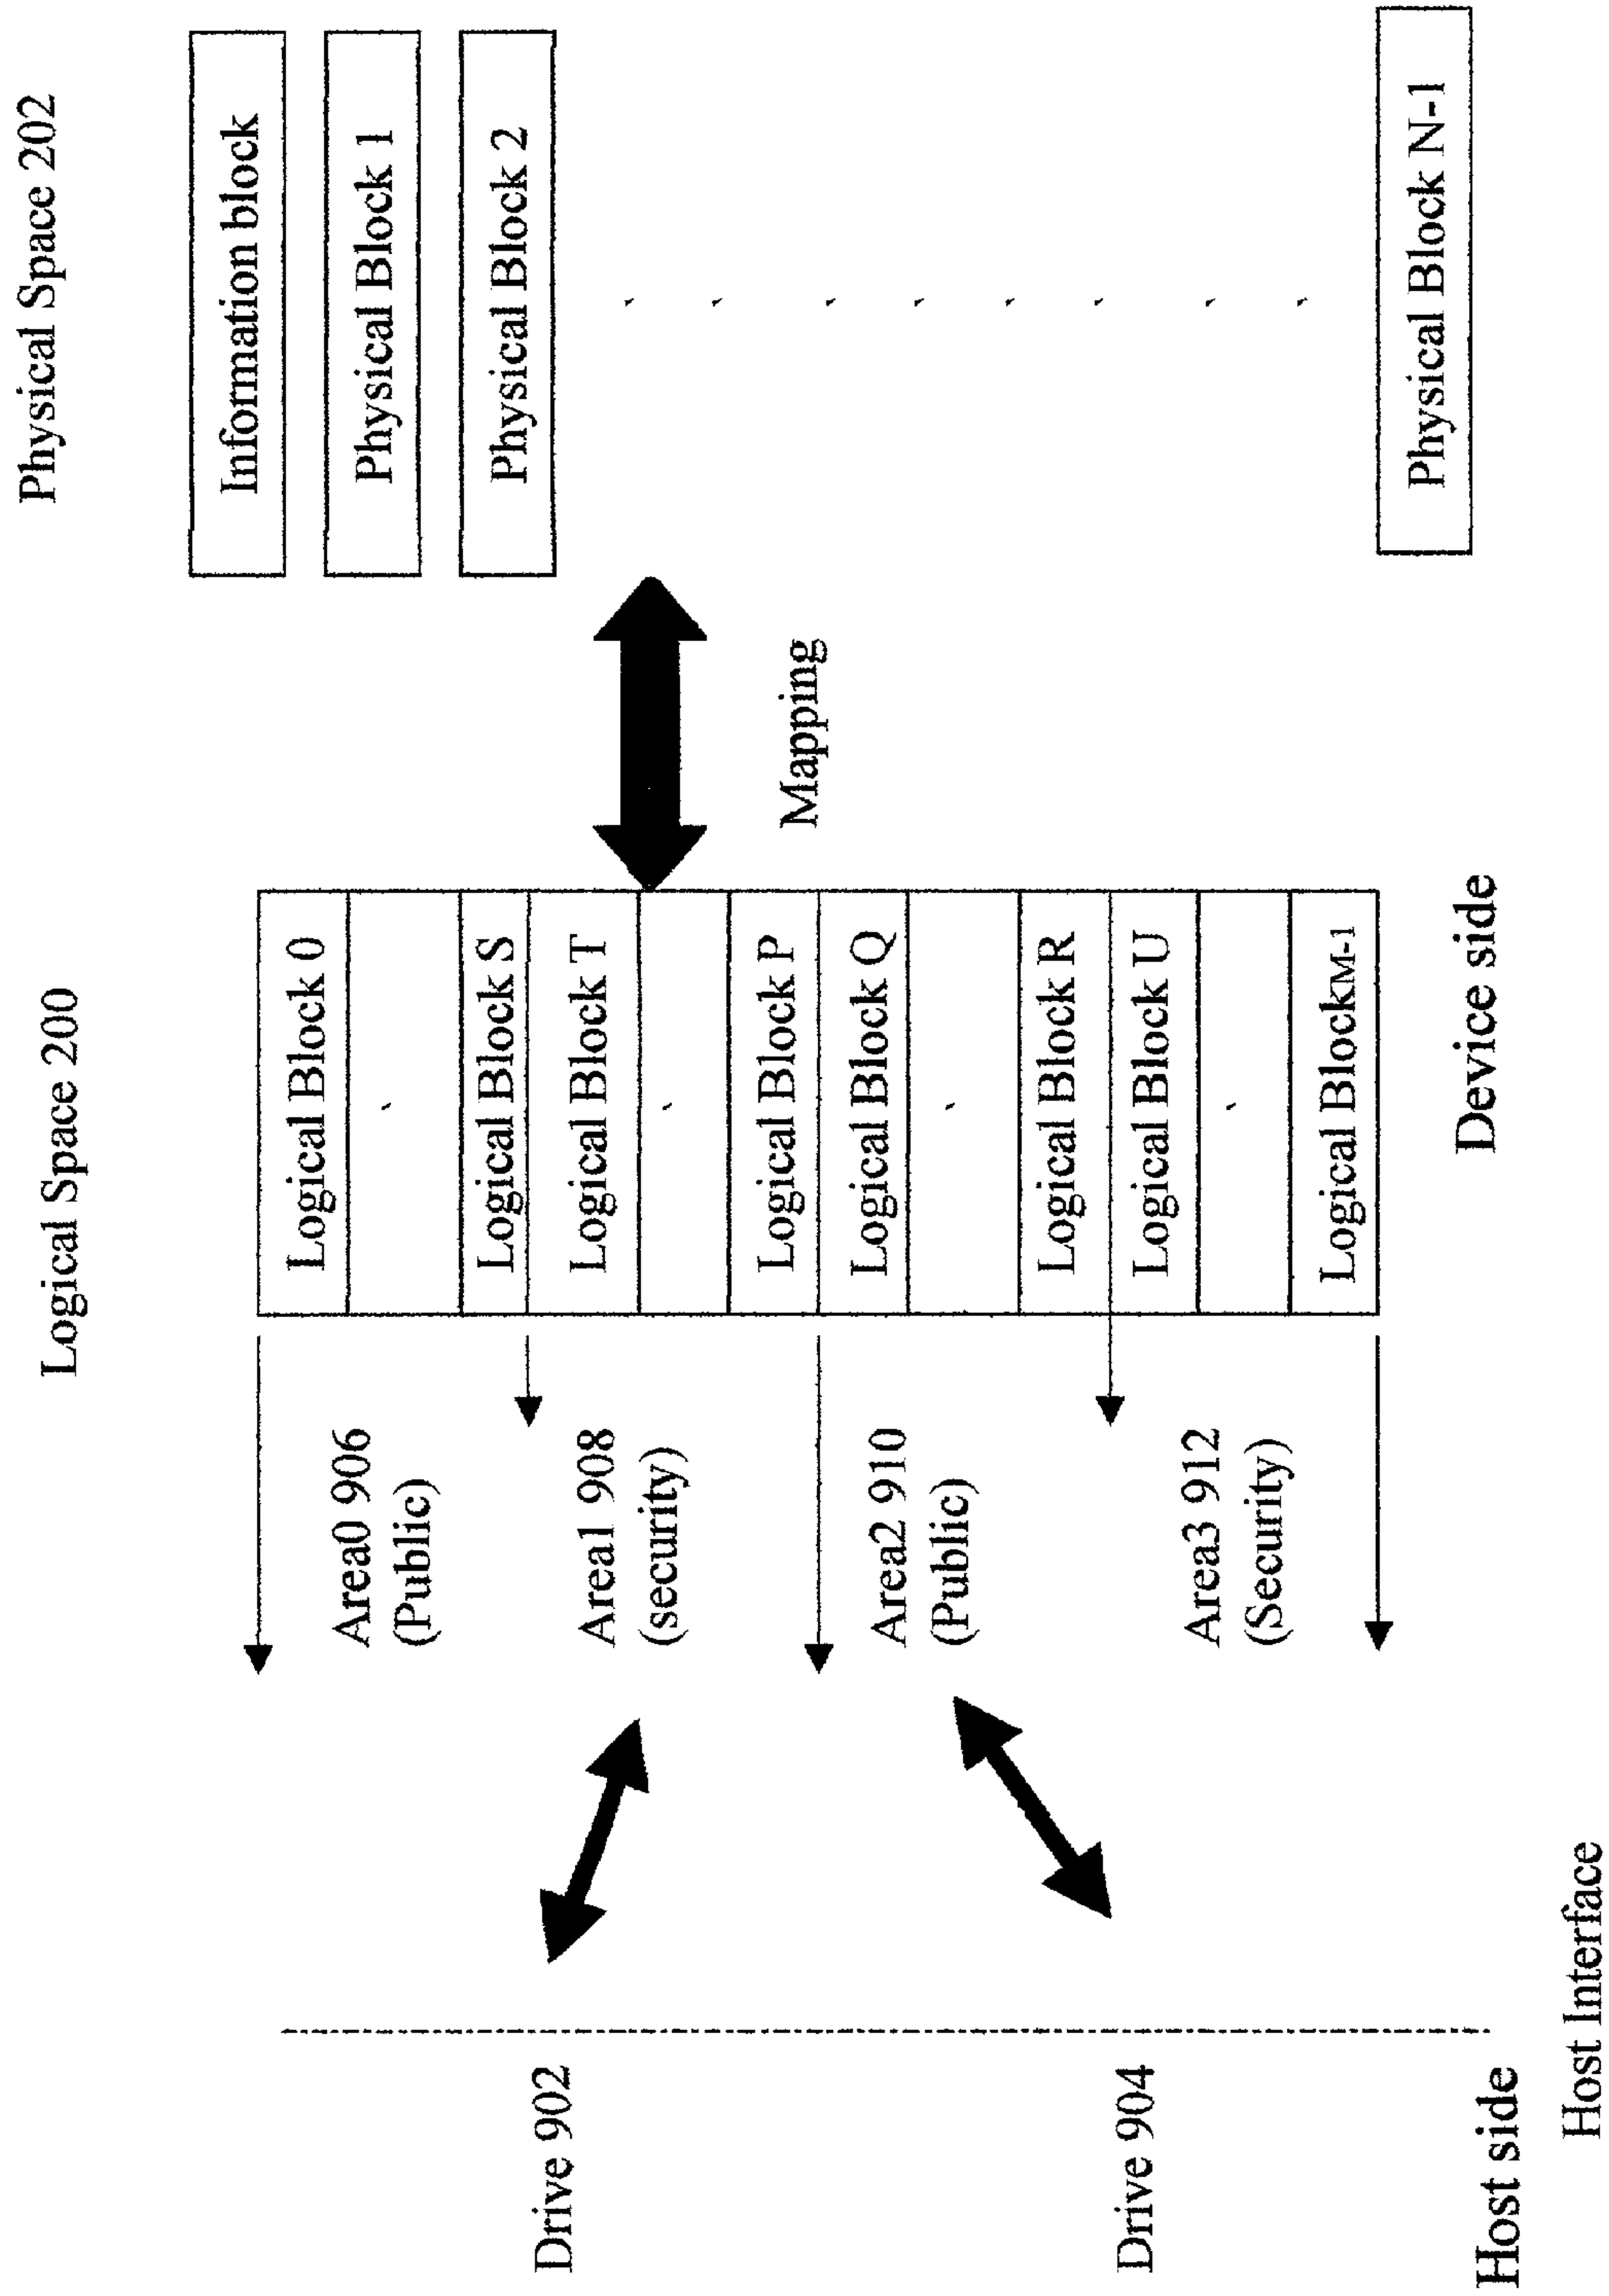 Logical Space 200
Physical Space 202
Logical Block 0
Logical Block S
Logical Block T
Logical Block P
Logical Block Q
Logical Block R
Logical Block U
Logical BlockM-1
Information block
Physical Block 1
Physical Block 2
Physical Block N-1
Mapping
Area0 906
(Public)
Area1 908
(security)
Area2 910
(Public)
Area3 912
(Security)
Drive 902
Drive 904
Host side
Device side
Host Interface